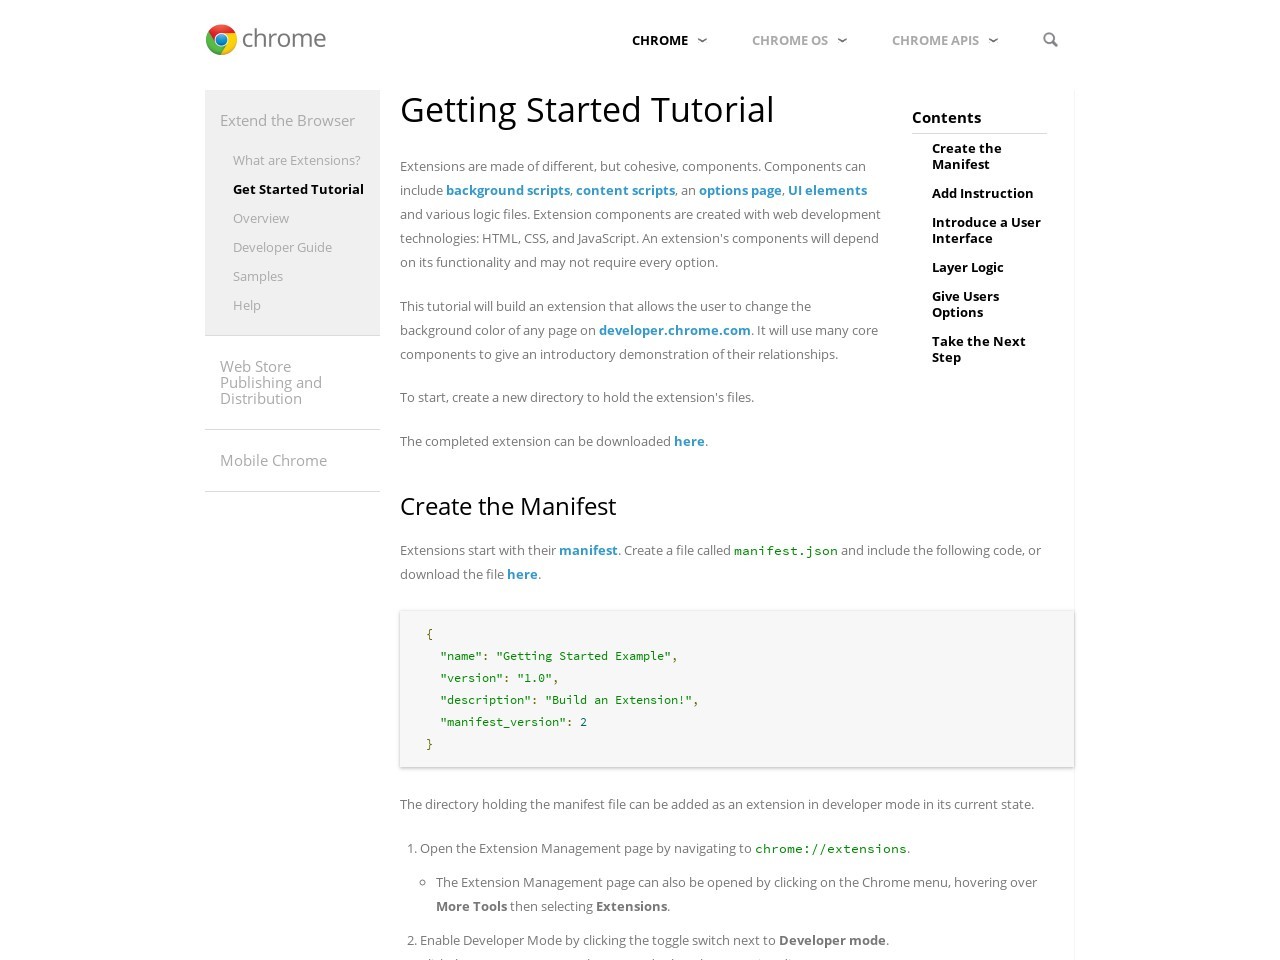 chrome
CHROME
CHROME OS
CHROME APIS
Extend the Browser
What are Extensions?
Get Started Tutorial
Overview
Developer Guide
Samples
Help
Web Store
Publishing and
Distribution
Mobile Chrome
Getting Started Tutorial
Extensions are made of different, but cohesive, components. Components can
include background scripts, content scripts, an options page, UI elements
and various logic files. Extension components are created with web development
technologies: HTML, CSS, and JavaScript. An extension's components will depend
on its functionality and may not require every option.
This tutorial will build an extension that allows the user to change the
background color of any page on developer.chrome.com. It will use many core
components to give an introductory demonstration of their relationships.
To start, create a new directory to hold the extension's files.
The completed extension can be downloaded here.
Contents
Create the
Manifest
Add Instruction
Introduce a User
Interface
Layer Logic
Give Users
Options
Take the Next
Step
Create the Manifest
Extensions start with their manifest. Create a file called manifest.json and include the following code, or
download the file here.
{
"name": "Getting Started Example",
"version": "1.0",
"description": "Build an Extension!",
"manifest_version": 2
}
The directory holding the manifest file can be added as an extension in developer mode in its current state.
1. Open the Extension Management page by navigating to chrome://extensions.
The Extension Management page can also be opened by clicking on the Chrome menu, hovering over
More Tools then selecting Extensions.
2. Enable Developer Mode by clicking the toggle switch next to Developer mode.